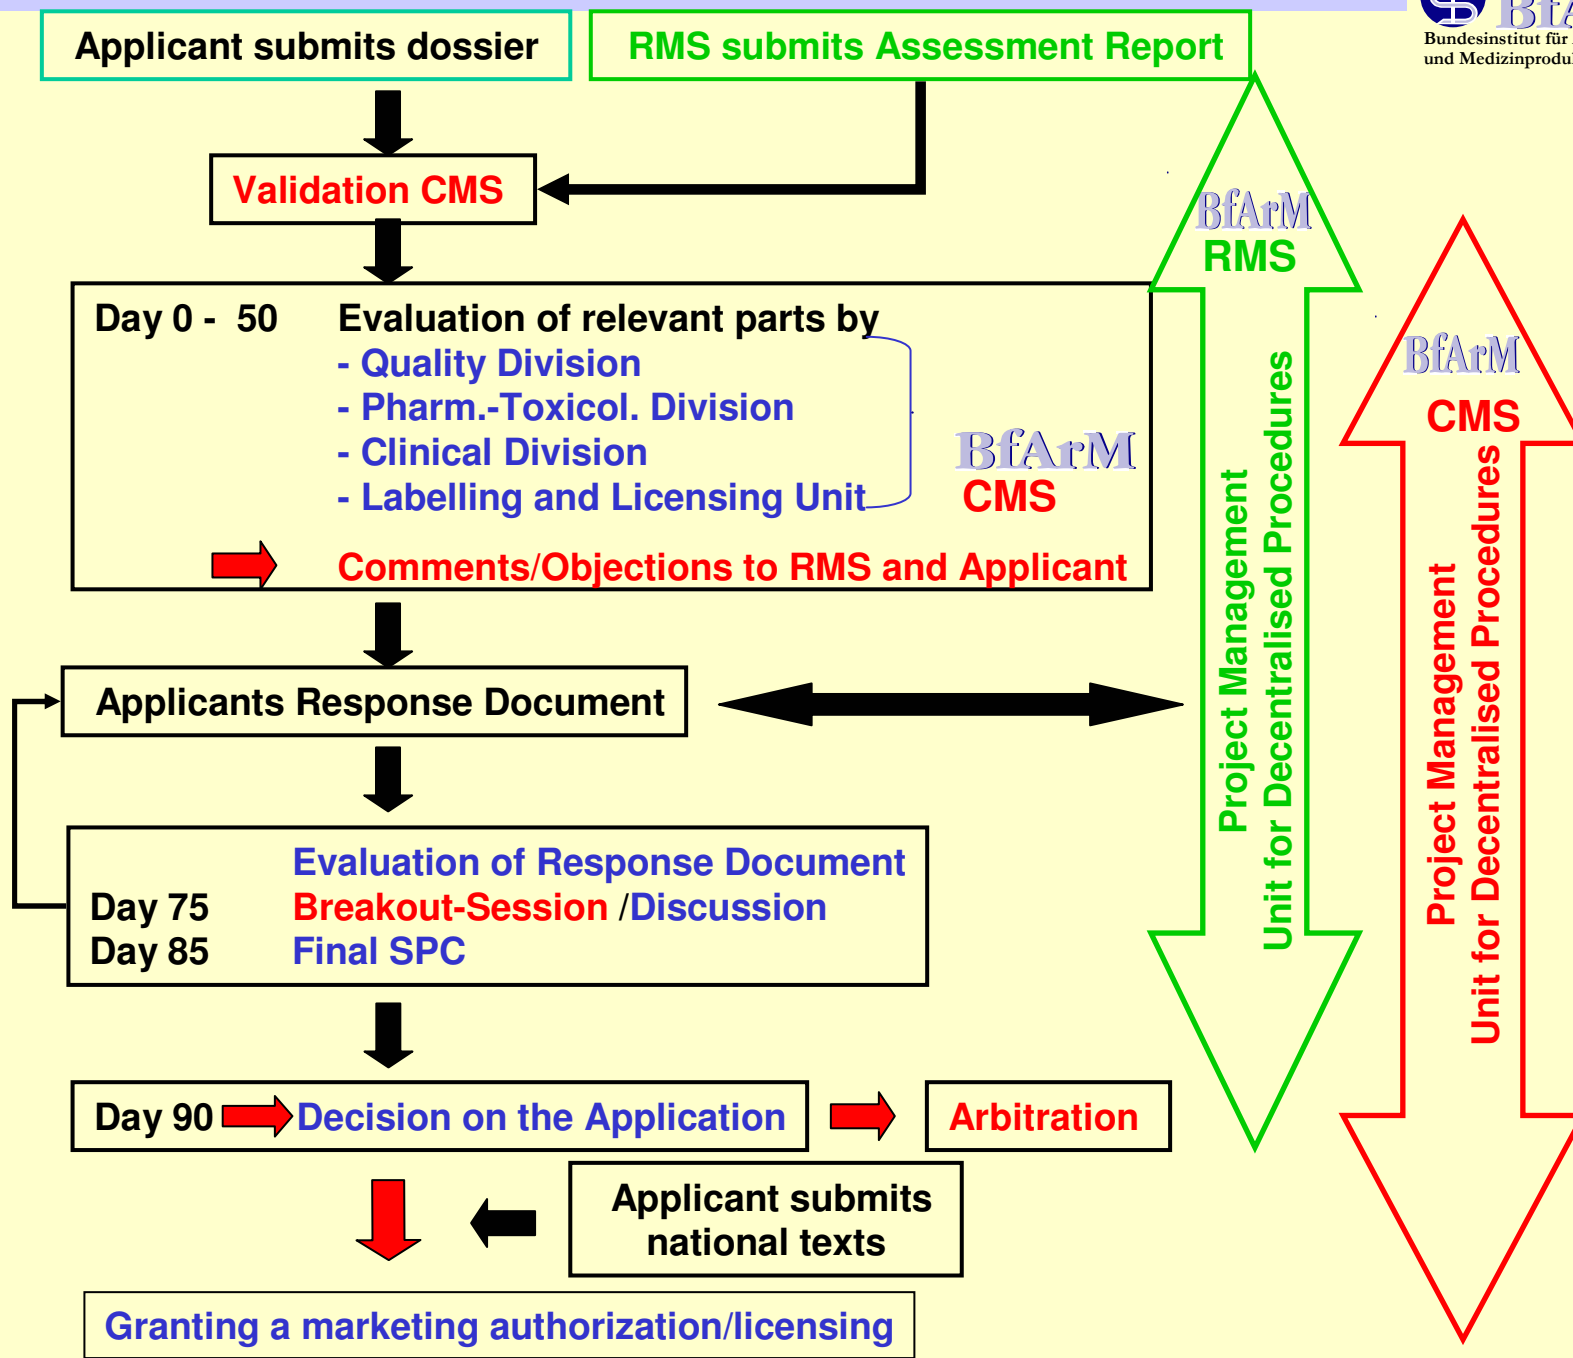 Applicant submits dossier
RMS submits Assessment Report
Bundesinstitut für
und Medizinprodu
Validation CMS
Day 0 - 50 Evaluation of relevant parts by
- Quality Division
- Pharm.-Toxicol. Division
- Clinical Division
- Labelling and Licensing Unit
BfArM
CMS
Comments/Objections to RMS and Applicant
Applicants Response Document
Evaluation of Response Document
Day 75 Breakout-Session /Discussion
Day 85 Final SPC
Day 90 Decision on the Application
Arbitration
Applicant submits
national texts
Granting a marketing authorization/licensing
BfArM
RMS
Project Management
Unit for Decentralised Procedures
BfArM
CMS
Project Management
Unit for Decentralised Procedures